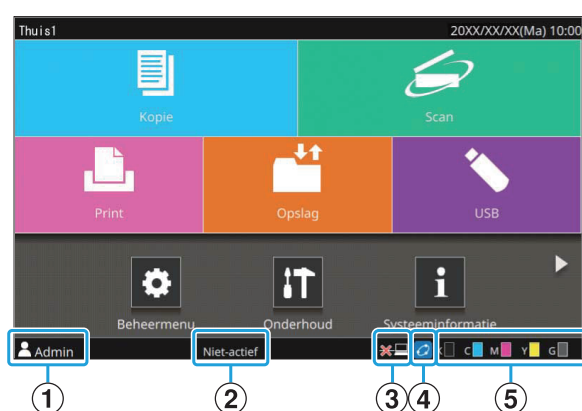 Thuis1 20XX/XX/XX(Ma) 10:00
Kopie Scan
Print Opslag USB
Beheermenu Onderhoud Systeeminformatie
Admin Niet-actief K C M Y G
1 2 3 4 5